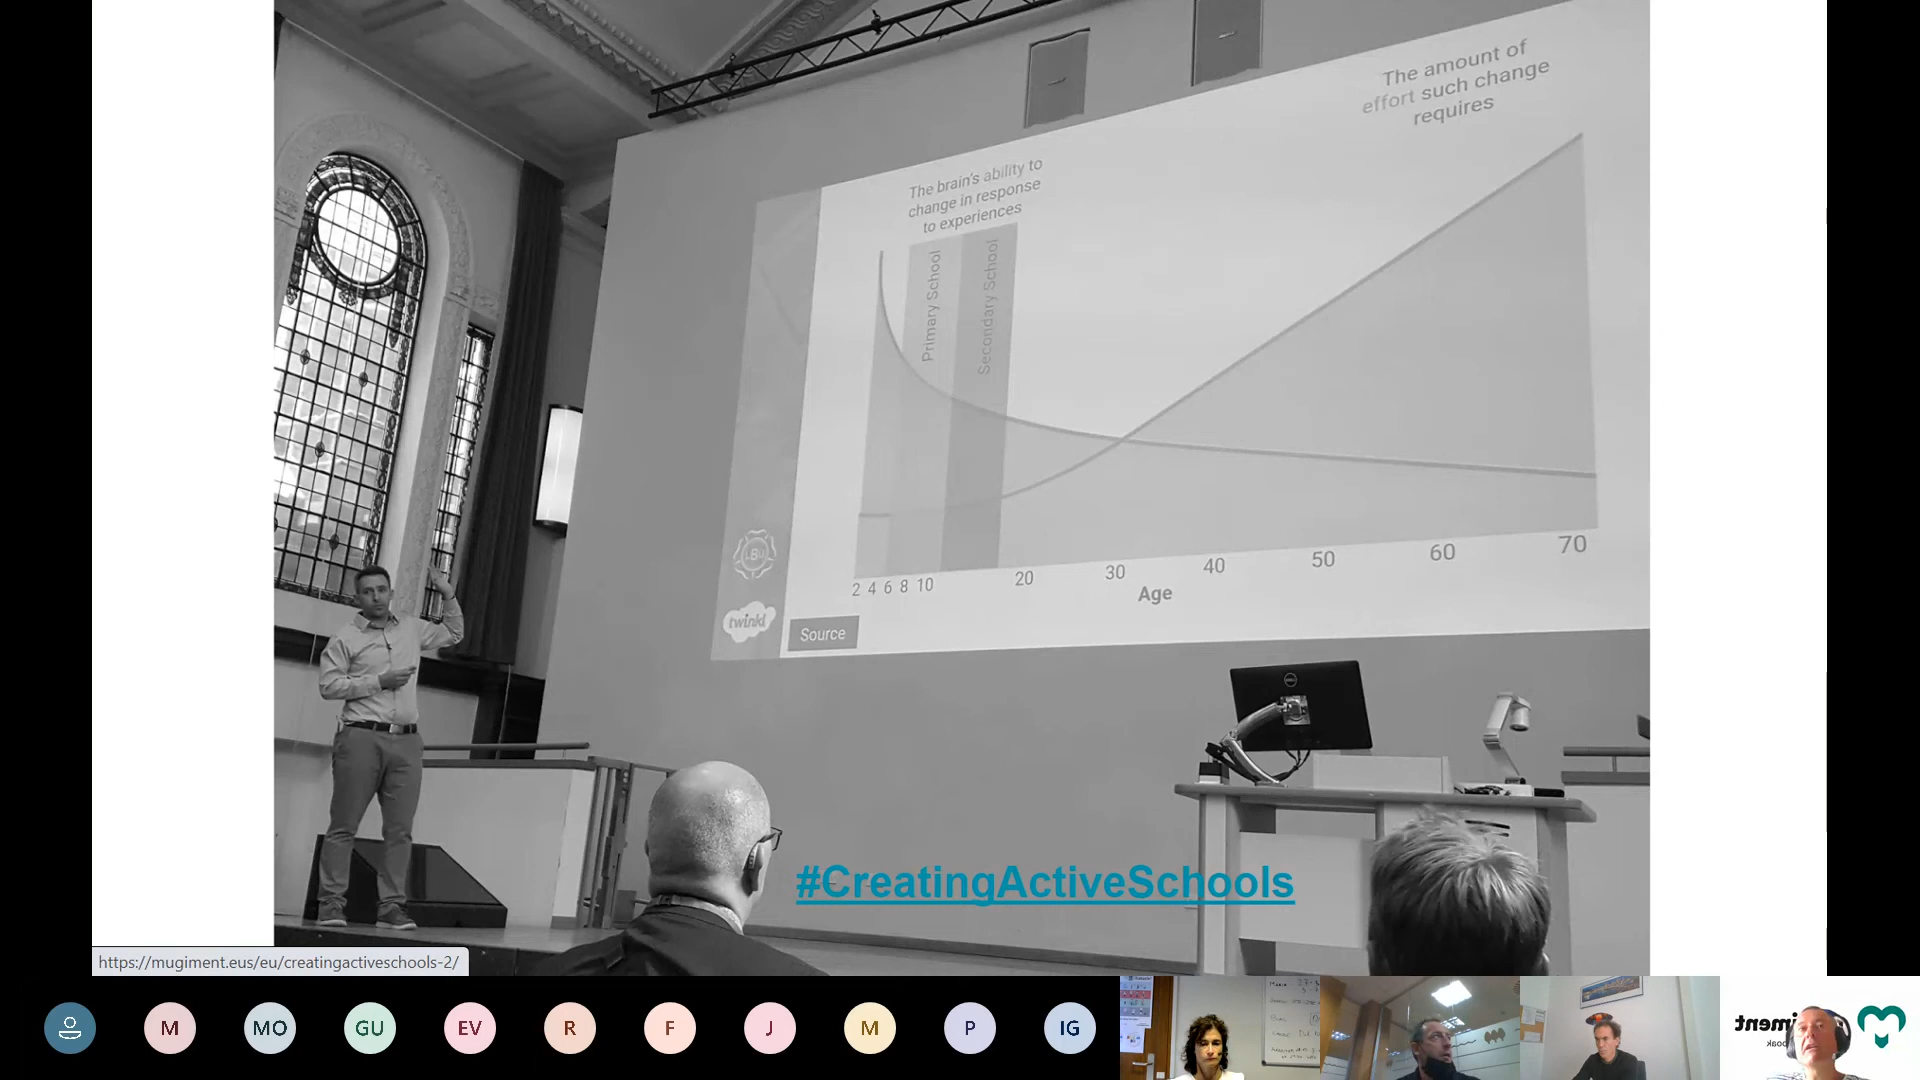 The amount of
effort such change
requires
The brain's ability to
change in response
to experiences
Primary School
Secondary School
2 4 6 8 10 20 30 40 50 60 70
Age
LBU
twinkl
Source
DELL
#CreatingActiveSchools
https://mugiment.eus/eu/creatingactiveschools-2/
M MO GU EV R F J M P IG